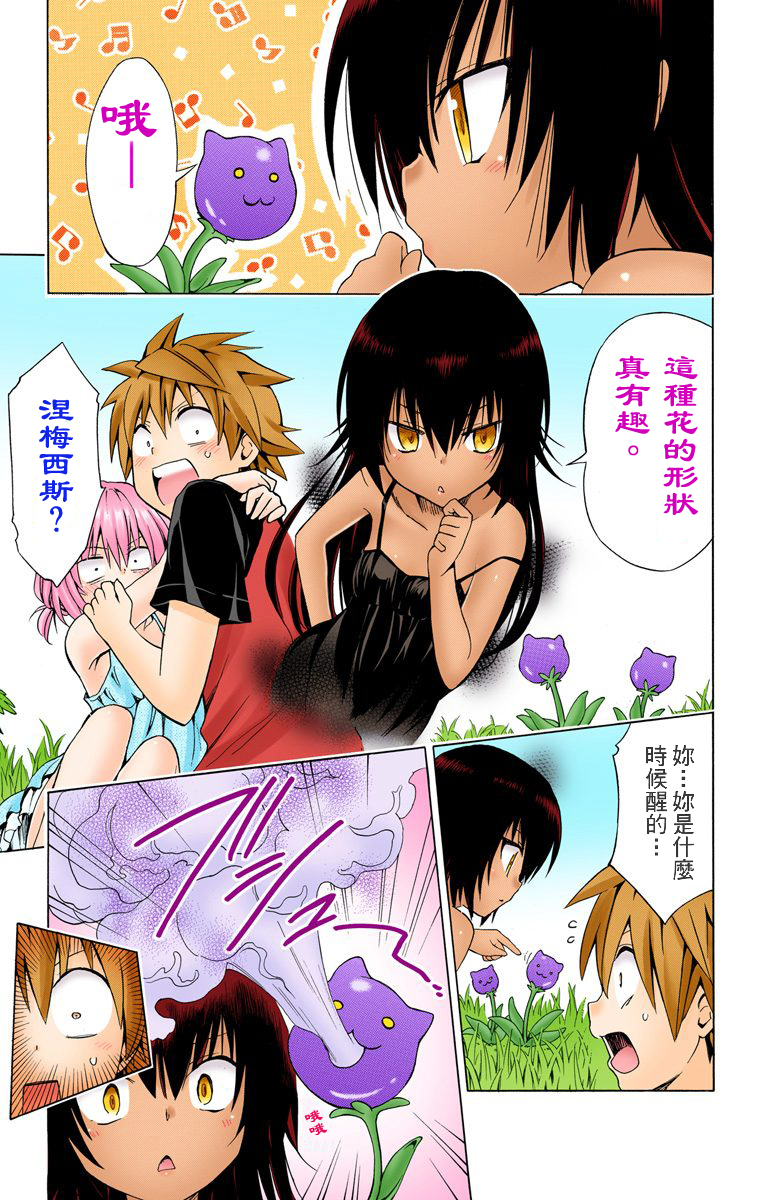 哦—
這種花的形狀
真有趣。
涅梅西斯？
妳…妳是什麼
時候醒的…
ブシュー
哦
哦